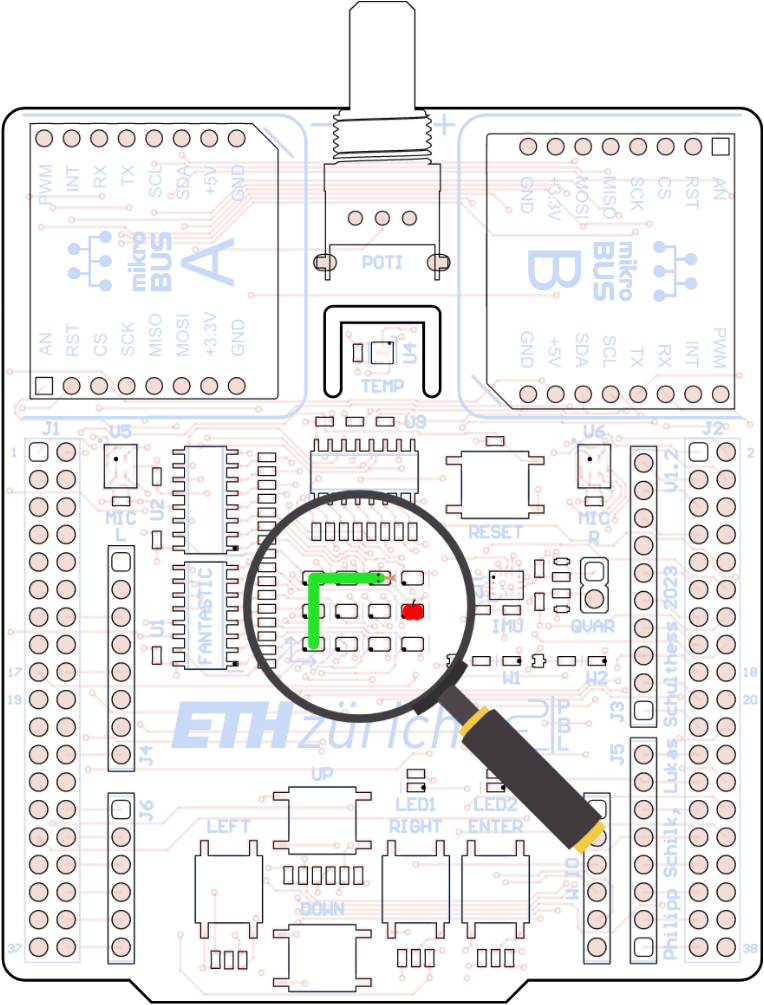 PWM INT RX TX SCL SDA +5V GND
- +
GND +3.3V MOSI MISO SCK CS RST AN
mikro
BUS
A
POTI
B
mikro
BUS
AN RST CS SCK MISO MOSI +3.3V GND
U4
TEMP
GND +5V SDA SCL TX RX INT PWM
J1
U5
U3
U6
J2
1
2
V1.2
U2
MIC
L
RESET
MIC
R
U1
FANTASTIC
IMU
QVAR
17
W1
W2
18
19
20
J3
ETH zürich
PBL
J4
J5
UP
J6
LED1
LED2
LEFT
RIGHT
ENTER
DOWN
IO
Philipp Schilk, Lukas Schulthess 2023
37
38